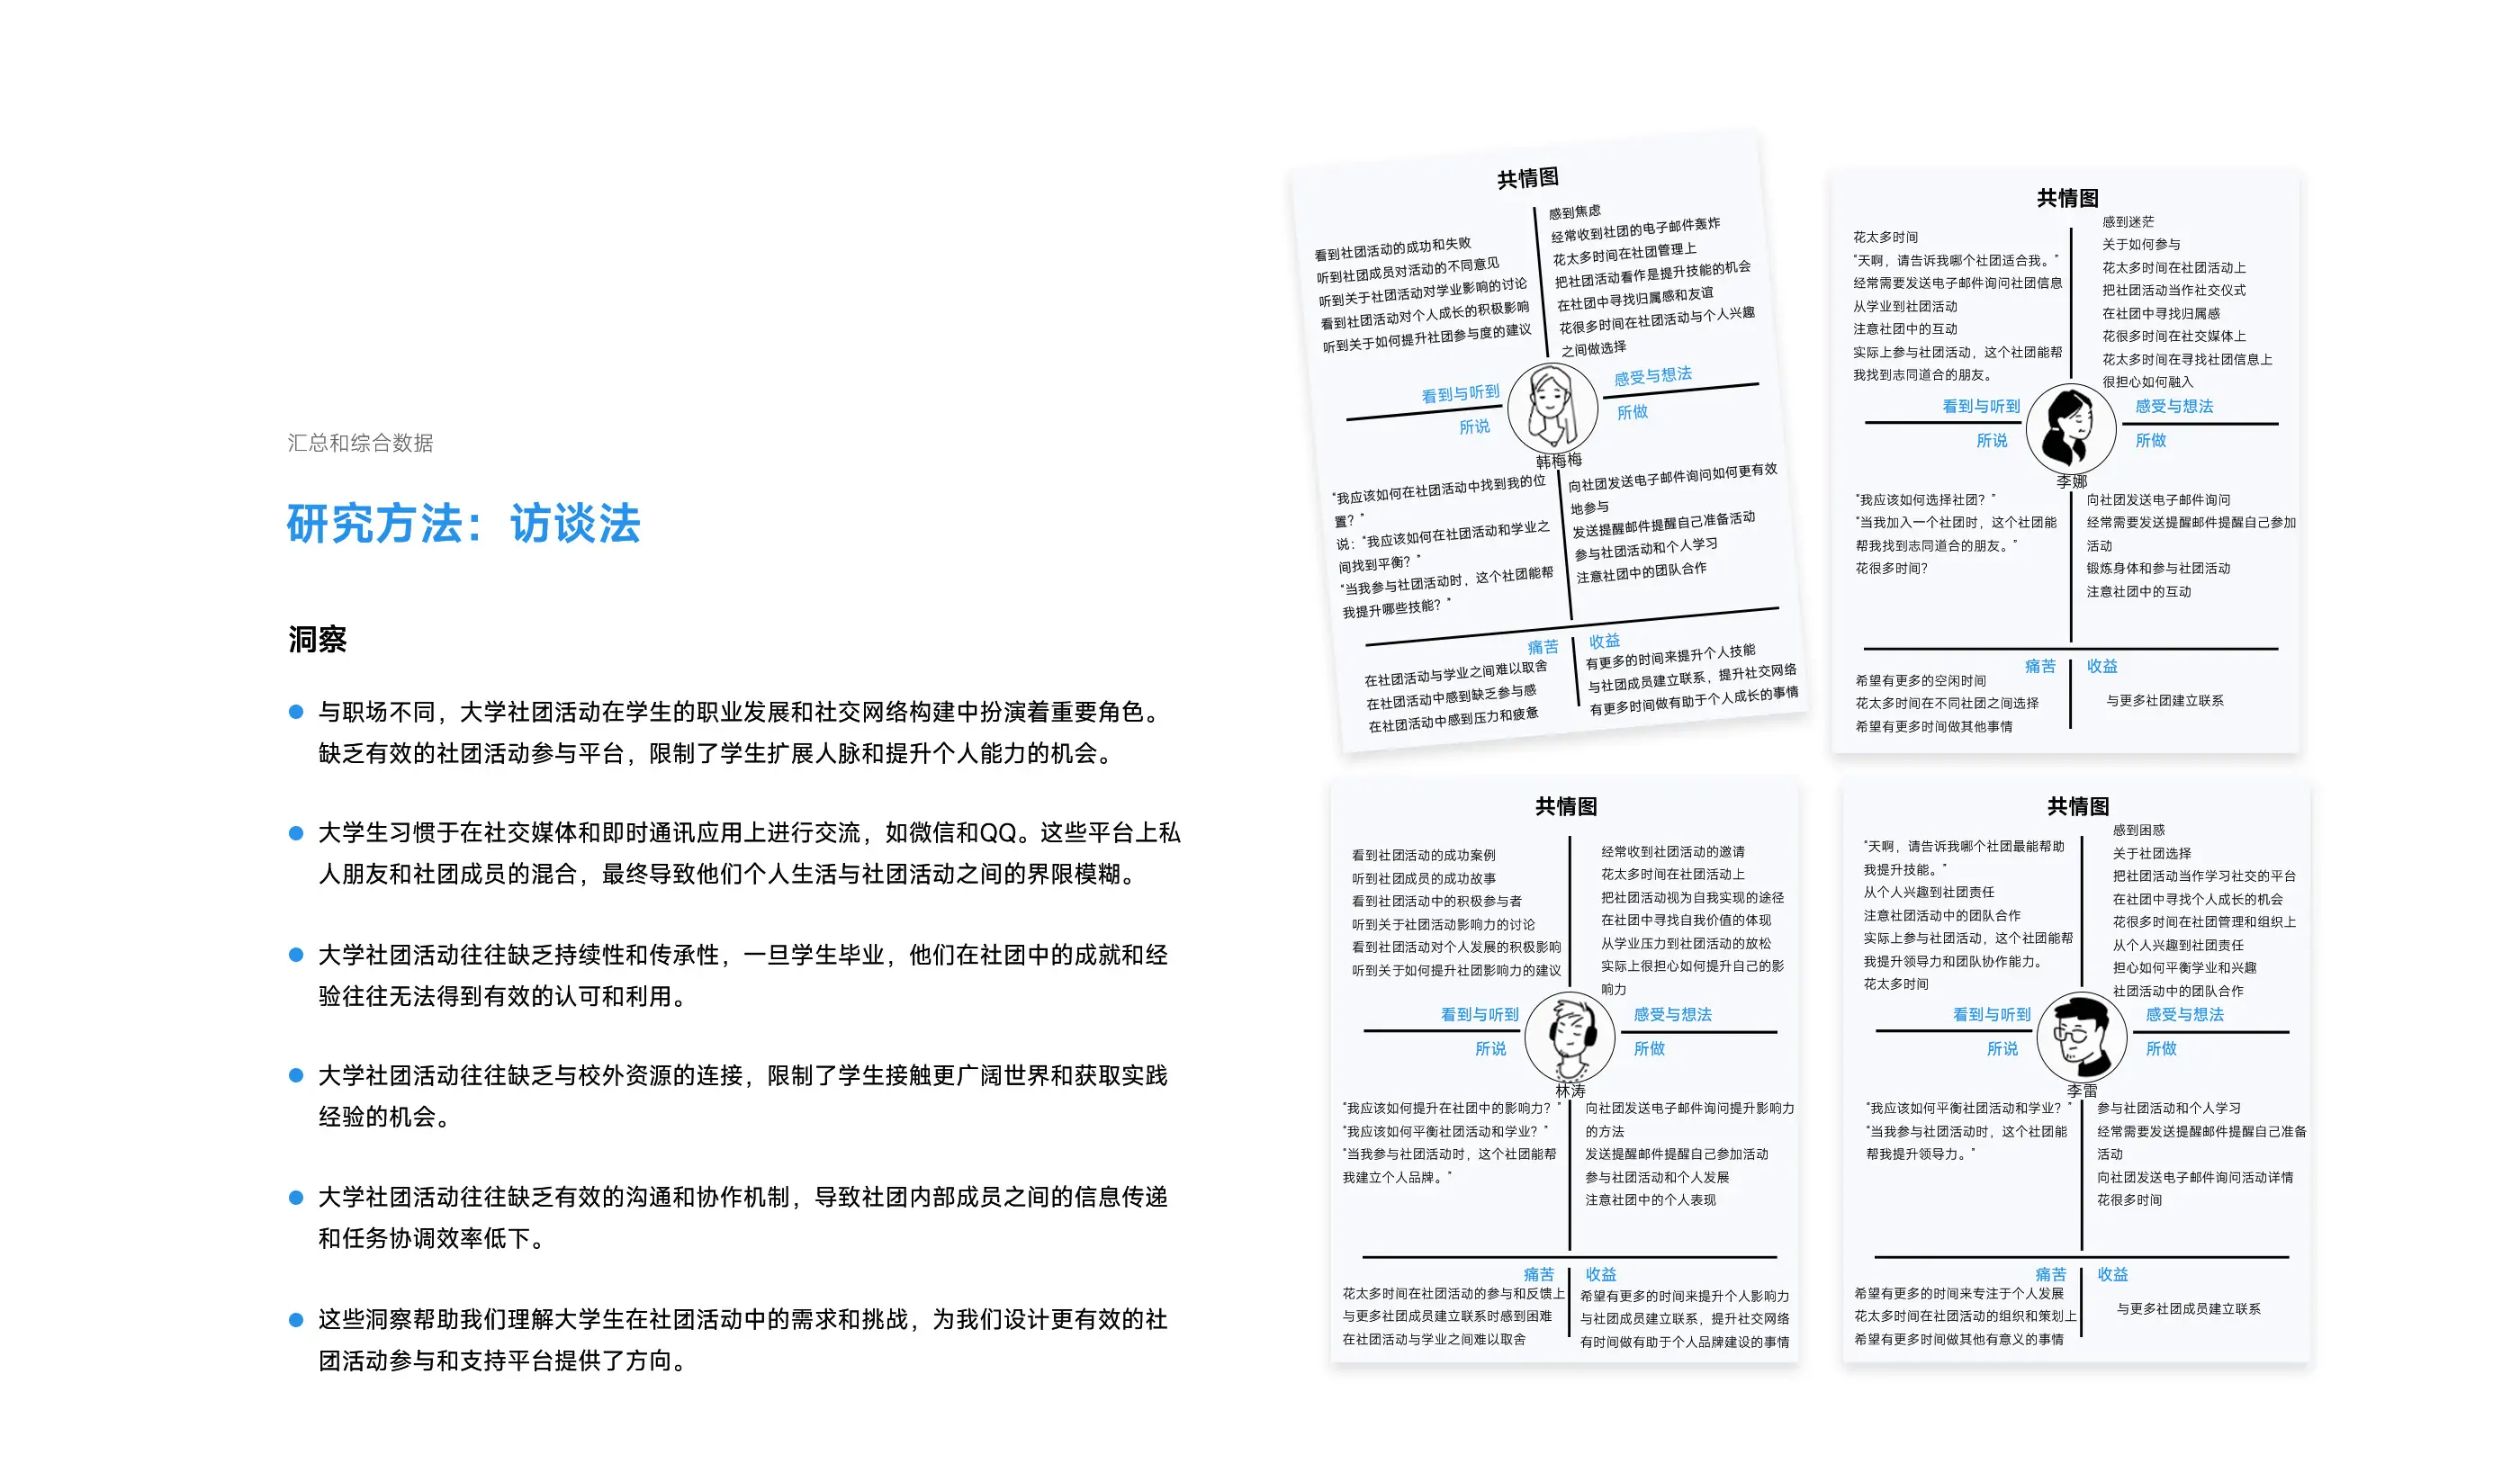 汇总和综合数据
研究方法：访谈法
洞察
与职场不同，大学社团活动在学生的职业发展和社交网络构建中扮演着重要角色。
缺乏有效的社团活动参与平台，限制了学生扩展人脉和提升个人能力的机会。
大学生习惯于在社交媒体和即时通讯应用上进行交流，如微信和QQ。这些平台上私
人朋友和社团成员的混合，最终导致他们个人生活与社团活动之间的界限模糊。
大学社团活动往往缺乏持续性和传承性，一旦学生毕业，他们在社团中的成就和经
验往往无法得到有效的认可和利用。
大学社团活动往往缺乏与校外资源的连接，限制了学生接触更广阔世界和获取实践
经验的机会。
大学社团活动往往缺乏有效的沟通和协作机制，导致社团内部成员之间的信息传递
和任务协调效率低下。
这些洞察帮助我们理解大学生在社团活动中的需求和挑战，为我们设计更有效的社
团活动参与和支持平台提供了方向。
共情图
看到社团活动的成功和失败
听到社团成员对活动的不同意见
听到关于社团活动对学业影响的讨论
看到社团活动对个人成长的积极影响
听到关于如何提升社团参与度的建议
感到焦虑
经常收到社团的电子邮件轰炸
花太多时间在社团管理上
把社团活动看作是提升技能的机会
在社团中寻找归属感和友谊
花很多时间在社团活动与个人兴趣
之间做选择
看到与听到
感受与想法
所说
所做
韩梅梅
“我应该如何在社团活动中找到我的位
置？”
说：“我应该如何在社团活动和学业之
间找到平衡？”
“当我参与社团活动时，这个社团能帮
我提升哪些技能？”
向社团发送电子邮件询问如何更有效
地参与
发送提醒邮件提醒自己准备活动
参与社团活动和个人学习
注意社团中的团队合作
痛苦
收益
在社团活动与学业之间难以取舍
在社团活动中感到缺乏参与感
在社团活动中感到压力和疲惫
有更多的时间来提升个人技能
与社团成员建立联系，提升社交网络
有更多时间做有助于个人成长的事情
共情图
花太多时间
“天啊，请告诉我哪个社团适合我。”
经常需要发送电子邮件询问社团信息
从学业到社团活动
注意社团中的互动
实际上参与社团活动，这个社团能帮
我找到志同道合的朋友。
感到迷茫
关于如何参与
花太多时间在社团活动上
把社团活动当作社交仪式
在社团中寻找归属感
花很多时间在社交媒体上
花太多时间在寻找社团信息上
很担心如何融入
看到与听到
感受与想法
所说
所做
李娜
“我应该如何选择社团？”
“当我加入一个社团时，这个社团能
帮我找到志同道合的朋友。”
花很多时间？
向社团发送电子邮件询问
经常需要发送提醒邮件提醒自己参加
活动
锻炼身体和参与社团活动
注意社团中的互动
痛苦
收益
希望有更多的空闲时间
花太多时间在不同社团之间选择
希望有更多时间做其他事情
与更多社团建立联系
共情图
看到社团活动的成功案例
听到社团成员的成功故事
看到社团活动中的积极参与者
听到关于社团活动影响力的讨论
看到社团活动对个人发展的积极影响
听到关于如何提升社团影响力的建议
经常收到社团活动的邀请
花太多时间在社团活动上
把社团活动视为自我实现的途径
在社团中寻找自我价值的体现
从学业压力到社团活动的放松
实际上很担心如何提升自己的影
响力
看到与听到
感受与想法
所说
所做
林涛
“我应该如何提升在社团中的影响力？”
“我应该如何平衡社团活动和学业？”
“当我参与社团活动时，这个社团能帮
我建立个人品牌。”
向社团发送电子邮件询问提升影响力
的方法
发送提醒邮件提醒自己参加活动
参与社团活动和个人发展
注意社团中的个人表现
痛苦
收益
花太多时间在社团活动的参与和反馈上
与更多社团成员建立联系时感到困难
在社团活动与学业之间难以取舍
希望有更多的时间来提升个人影响力
与社团成员建立联系，提升社交网络
有时间做有助于个人品牌建设的事情
共情图
“天啊，请告诉我哪个社团最能帮助
我提升技能。”
从个人兴趣到社团责任
注意社团活动中的团队合作
实际上参与社团活动，这个社团能帮
我提升领导力和团队协作能力。
花太多时间
感到困惑
关于社团选择
把社团活动当作学习社交的平台
在社团中寻找个人成长的机会
花很多时间在社团管理和组织上
从个人兴趣到社团责任
担心如何平衡学业和兴趣
社团活动中的团队合作
看到与听到
感受与想法
所说
所做
李雷
“我应该如何平衡社团活动和学业？”
“当我参与社团活动时，这个社团能
帮我提升领导力。”
参与社团活动和个人学习
经常需要发送提醒邮件提醒自己准备
活动
向社团发送电子邮件询问活动详情
花很多时间
痛苦
收益
希望有更多的时间来专注于个人发展
花太多时间在社团活动的组织和策划上
希望有更多时间做其他有意义的事情
与更多社团成员建立联系